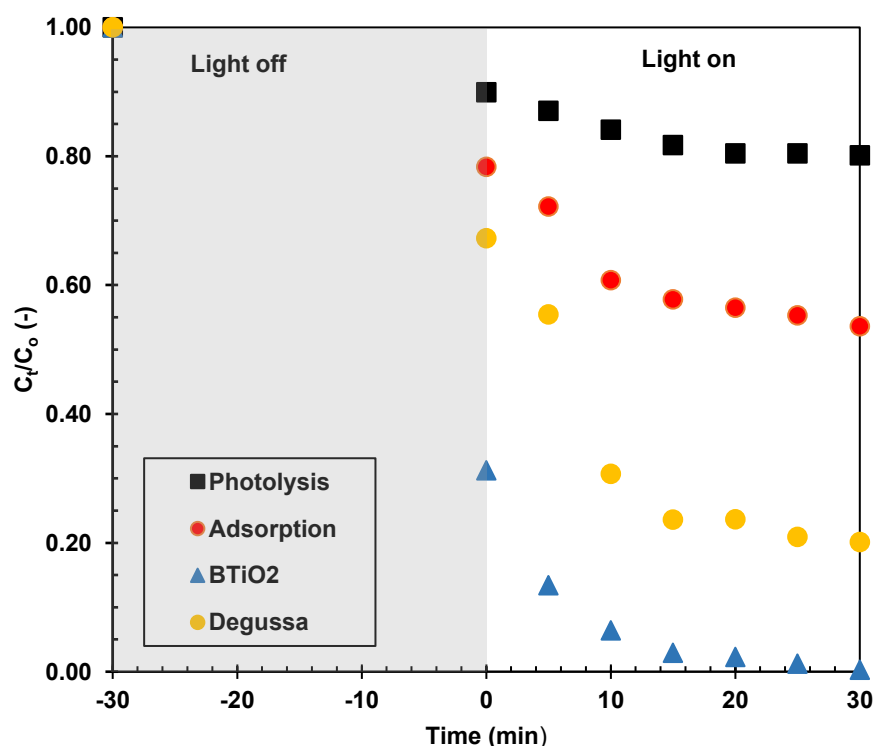 Light off
Light on
1.00
0.80
0.60
0.40
0.20
0.00
Cₜ/Cₒ (-)
Photolysis
Adsorption
BTiO2
Degussa
-30 -20 -10 0 10 20 30
Time (min)